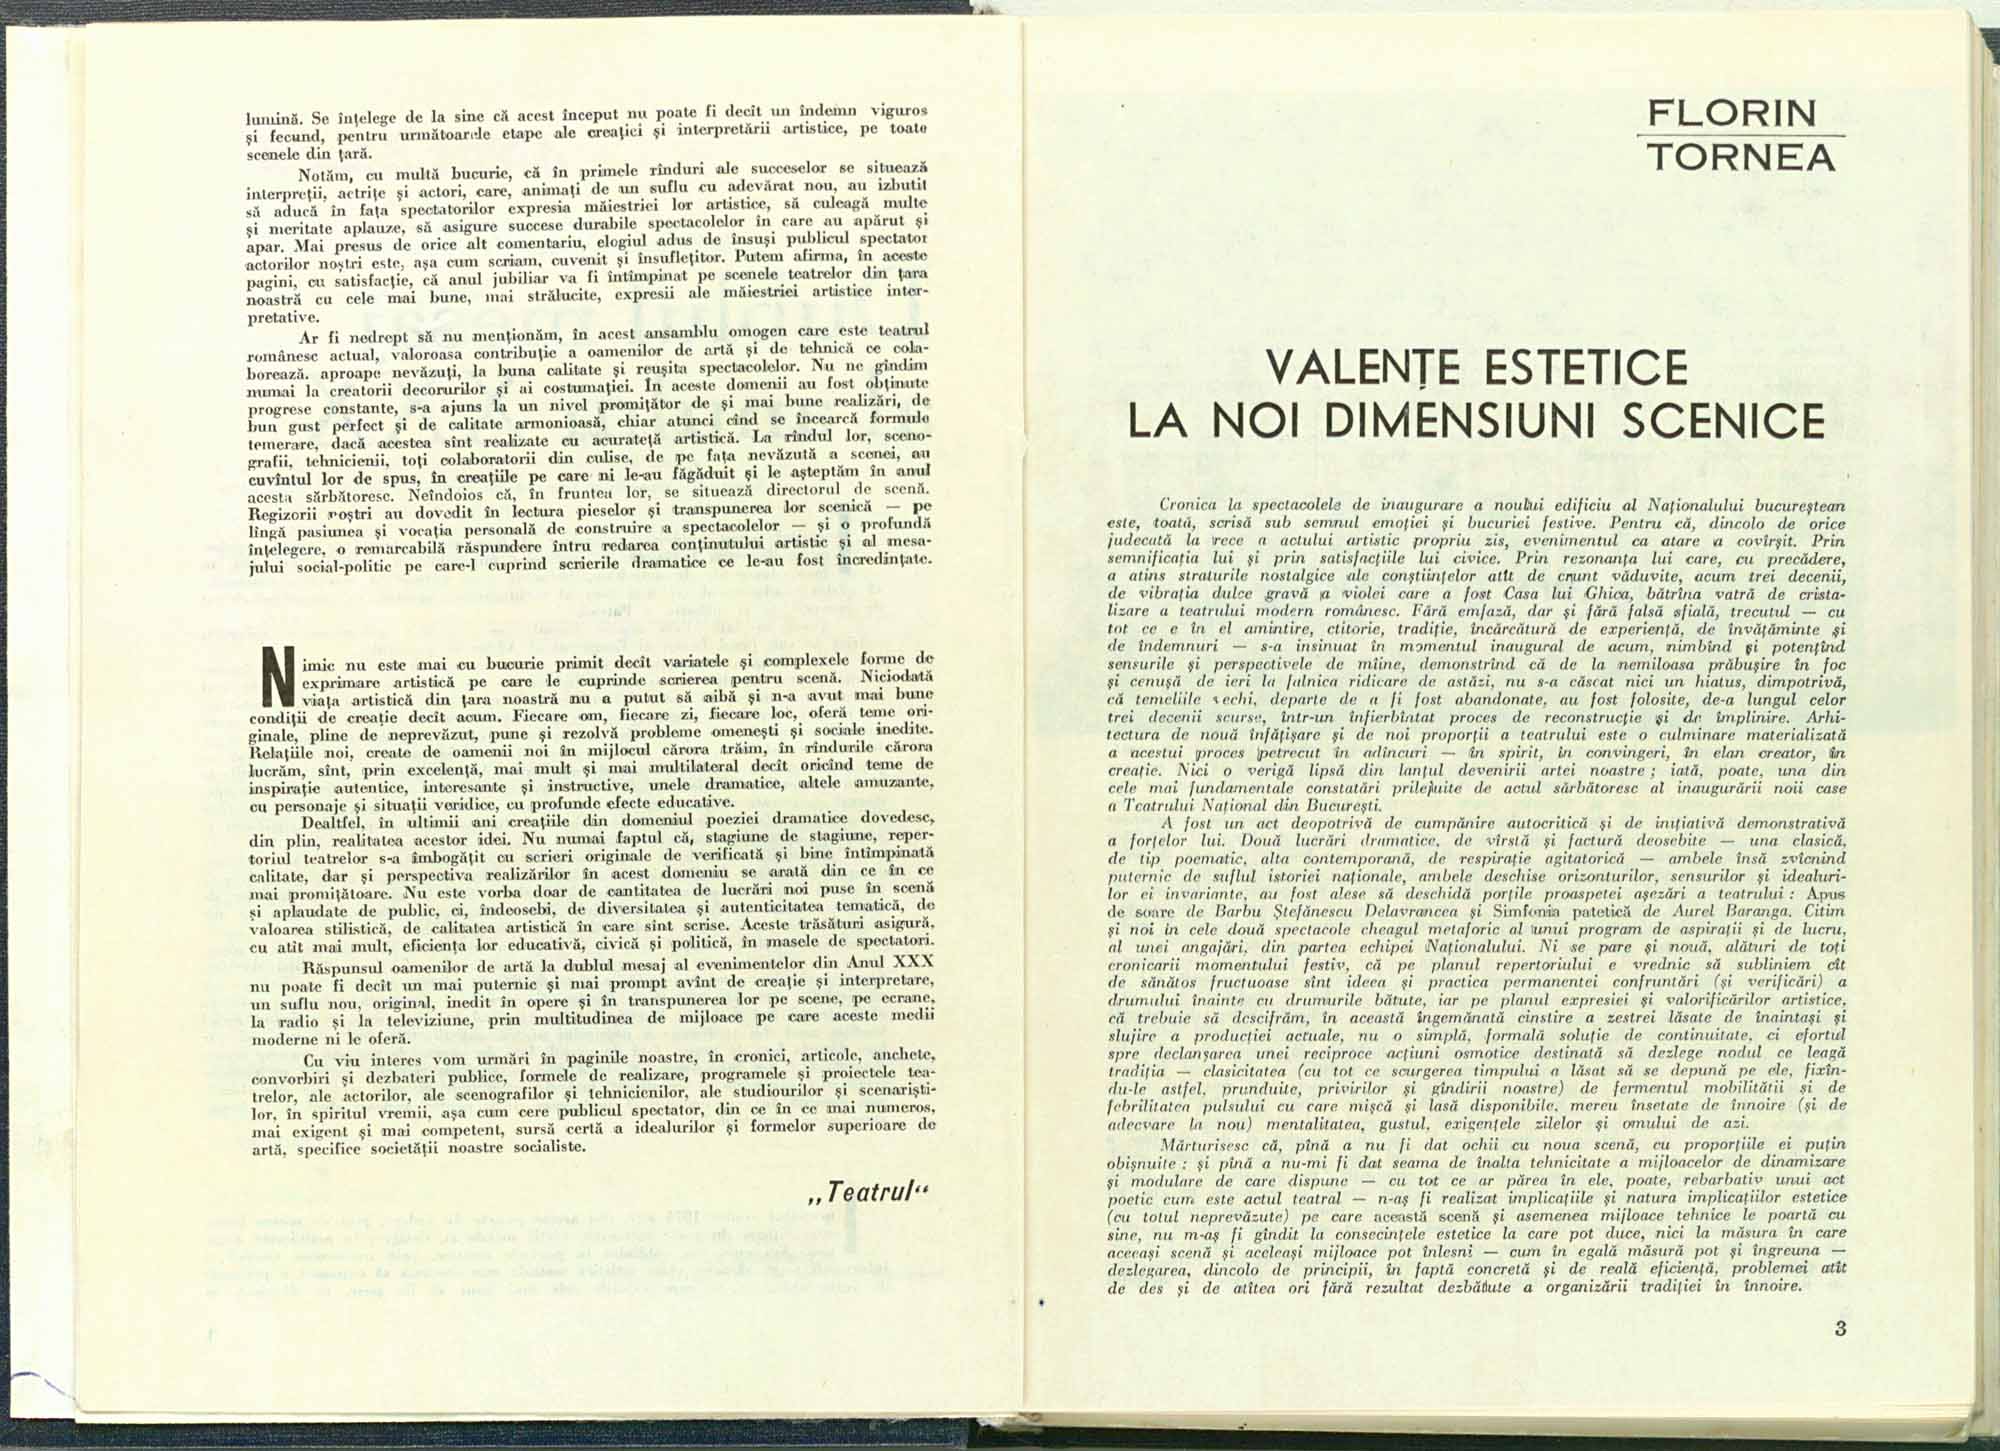 lumină. Se înțelege de la sine că acest început nu poate fi decît un îndemn viguros
și fecund, pentru următoarele etape ale creației și interpretării artistice, pe toate
scenele din țară.
Notăm, cu multă bucurie, că în primele rînduri ale succeselor se situează
interpreții, actrițe și actori, care, animați de un suflu cu adevărat nou, au izbutit
să aducă în fața spectatorilor expresia măiestriei lor artistice, să culeagă multe
și meritate aplauze, să asigure succese durabile spectacolelor în care au apărut și
apar. Mai presus de orice alt comentariu, elogiul adus de însuși publicul spectator
actorilor noștri este, așa cum scriam, cuvenit și însuflețitor. Putem afirma, în aceste
pagini, cu satisfacție, că anul jubiliar va fi întîmpinat pe scenele teatrelor din țara
noastră cu cele mai bune, mai strălucite, expresii ale măiestriei artistice inter-
pretative.
Ar fi nedrept să nu menționăm, în acest ansamblu omogen care este teatrul
românesc actual, valoroasa contribuție a oamenilor de artă și de tehnică ce cola-
borează. aproape nevăzuți, la buna calitate și reușita spectacolelor. Nu ne gîndim
numai la creatorii decorurilor și ai costumației. În aceste domenii au fost obținute
progrese constante, s-a ajuns la un nivel promițător de și mai bune realizări, de
bun gust perfect și de calitate armonioasă, chiar atunci cînd se încearcă formule
temerare, dacă acestea sînt realizate cu acurateță artistică. La rîndul lor, sceno-
grafii, tehnicienii, toți colaboratorii din culise, de pe fața nevăzută a scenei, au
cuvîntul lor de spus, în creațiile pe care ni le-au făgăduit și le așteptăm în anul
acesta sărbătoresc. Neîndoios că, în fruntea lor, se situează directorul de scenă.
Regizorii noștri au dovedit în lectura pieselor și transpunerea lor scenică — pe
lîngă pasiunea și vocația personală de construire a spectacolelor — și o profundă
înțelegere, o remarcabilă răspundere întru redarea conținutului artistic și al mesa-
jului social-politic pe care-l cuprind scrierile dramatice ce le-au fost încredințate.
Nimic nu este mai cu bucurie primit decît variatele și complexele forme de
exprimare artistică pe care le cuprinde scrierea pentru scenă. Niciodată
viața artistică din țara noastră nu a putut să aibă și n-a avut mai bune
condiții de creație decît acum. Fiecare om, fiecare zi, fiecare loc, oferă teme ori-
ginale, pline de neprevăzut, pune și rezolvă probleme omenești și sociale inedite.
Relațiile noi, create de oamenii noi în mijlocul cărora trăim, în rîndurile cărora
lucrăm, sînt, prin excelență, mai mult și mai multilateral decît oricînd teme de
inspirație autentice, interesante și instructive, unele dramatice, altele amuzante,
cu personaje și situații veridice, cu profunde efecte educative.
Dealtfel, în ultimii ani creațiile din domeniul poeziei dramatice dovedesc,
din plin, realitatea acestor idei. Nu numai faptul că, stagiune de stagiune, reper-
toriul teatrelor s-a îmbogățit cu scrieri originale de verificată și bine întîmpinată
calitate, dar și perspectiva realizărilor în acest domeniu se arată din ce în ce
mai promițătoare. Nu este vorba doar de cantitatea de lucrări noi puse în scenă
și aplaudate de public, ci, îndeosebi, de diversitatea și autenticitatea tematică, de
valoarea stilistică, de calitatea artistică în care sint scrise. Aceste trăsături asigură,
cu atît mai mult, eficiența lor educativă, civică și politică, în masele de spectatori.
Răspunsul oamenilor de artă la dublul mesaj al evenimentelor din Anul XXX
nu poate fi decît un mai puternic și mai prompt avînt de creație și interpretare,
un suflu nou, original, inedit în opere și în transpunerea lor pe scene, pe ecrane,
la radio și la televiziune, prin multitudinea de mijloace pe care aceste medii
moderne ni le oferă.
Cu viu interes vom urmări în paginile noastre, în cronici, articole, anchete,
convorbiri și dezbateri publice, formele de realizare, programele și proiectele tea-
trelor, ale actorilor, ale scenografilor și tehnicienilor, ale studiourilor și scenariști-
lor, în spiritul vremii, așa cum cere publicul spectator, din ce în ce mai numeros,
mai exigent și mai competent, sursă certă a idealurilor și formelor superioare de
artă, specifice societății noastre socialiste.
„Teatrul“
FLORIN
TORNEA
VALENȚE ESTETICE
LA NOI DIMENSIUNI SCENICE
Cronica la spectacolele de inaugurare a noului edificiu al Naționalului bucureștean
este, toată, scrisă sub semnul emoției și bucuriei festive. Pentru că, dincolo de orice
judecată la rece a actului artistic propriu zis, evenimentul ca atare a covîrșit. Prin
semnificația lui și prin satisfacțiile lui civice. Prin rezonanța lui care, cu precădere,
a atins straturile nostalgice ale conștiințelor atît de crunt văduvite, acum trei decenii,
de vibrația dulce gravă a violei care a fost Casa lui Ghica, bătrîna vatră de crista-
lizare a teatrului modern românesc. Fără emfază, dar și fără falsă sfială, trecutul — cu
tot ce e în el amintire, ctitorie, tradiție, încărcătură de experiență, de învățăminte și
de îndemnuri — s-a insinuat în momentul inaugural de acum, nimbînd și potențînd
sensurile și perspectivele de mîine, demonstrînd că de la nemiloasa prăbușire în foc
și cenușă de ieri la falnica ridicare de astăzi, nu s-a căscat nici un hiatus, dimpotrivă,
că temeliile vechi, departe de a fi fost abandonate, au fost folosite, de-a lungul celor
trei decenii scurse, într-un înfierbîntat proces de reconstrucție și de împlinire. Arhi-
tectura de nouă înfățișare și de noi proporții a teatrului este o culminare materializată
a acestui proces petrecut în adîncuri — în spirit, în convingeri, în elan creator, în
creație. Nici o verigă lipsă din lanțul devenirii artei noastre ; iată, poate, una din
cele mai fundamentale constatări prilejuite de actul sărbătoresc al inaugurării noii case
a Teatrului Național din București.
A fost un act deopotrivă de cumpănire autocritică și de inițiativă demonstrativă
a forțelor lui. Două lucrări dramatice, de vîrstă și factură deosebite — una clasică,
de tip poematic, alta contemporană, de respirație agitatorică — ambele însă zvîcnind
puternic de suflul istoriei naționale, ambele deschise orizonturilor, sensurilor și idealuri-
lor ei invariante, au fost alese să deschidă porțile proaspetei așezări a teatrului : Apus
de soare de Barbu Ștefănescu Delavrancea și Simfonia patetică de Aurel Baranga. Citim
și noi in cele două spectacole cheagul metaforic al unui program de aspirații și de lucru,
al unei angajări, din partea echipei Naționalului. Ni se pare și nouă, alături de toți
cronicarii momentului festiv, că pe planul repertoriului e vrednic să subliniem cît
de sănătos fructuoase sînt ideea și practica permanentei confruntări (și verificări) a
drumului înainte cu drumurile bătute, iar pe planul expresiei și valorificărilor artistice,
că trebuie să descifrăm, în această îngemănată cinstire a zestrei lăsate de înaintași și
slujire a producției actuale, nu o simplă, formală soluție de continuitate, ci efortul
spre declanșarea unei reciproce acțiuni osmotice destinată să dezlege nodul ce leagă
tradiția — clasicitatea (cu tot ce scurgerea timpului a lăsat să se depună pe ele, fixîn-
du-le astfel, prunduite, privirilor și gîndirii noastre) de fermentul mobilității și de
febrilitatea pulsului cu care mișcă și lasă disponibile, mereu însetate de înnoire (și de
adecvare la nou) mentalitatea, gustul, exigențele zilelor și omului de azi.
Mărturisesc că, pînă a nu fi dat ochii cu noua scenă, cu proporțiile ei puțin
obișnuite ; și pînă a nu-mi fi dat seama de înalta tehnicitate a mijloacelor de dinamizare
și modulare de care dispune — cu tot ce ar părea în ele, poate, rebarbativ unui act
poetic cum este actul teatral — n-aș fi realizat implicațiile și natura implicațiilor estetice
(cu totul neprevăzute) pe care această scenă și asemenea mijloace tehnice le poartă cu
sine, nu m-aș fi gîndit la consecințele estetice la care pot duce, nici la măsura în care
aceeași scenă și aceleași mijloace pot înlesni — cum în egală măsură pot și îngreuna —
dezlegarea, dincolo de principii, în faptă concretă și de reală eficiență, problemei atît
de des și de atîtea ori fără rezultat dezbătute a organizării tradiției în înnoire.
3